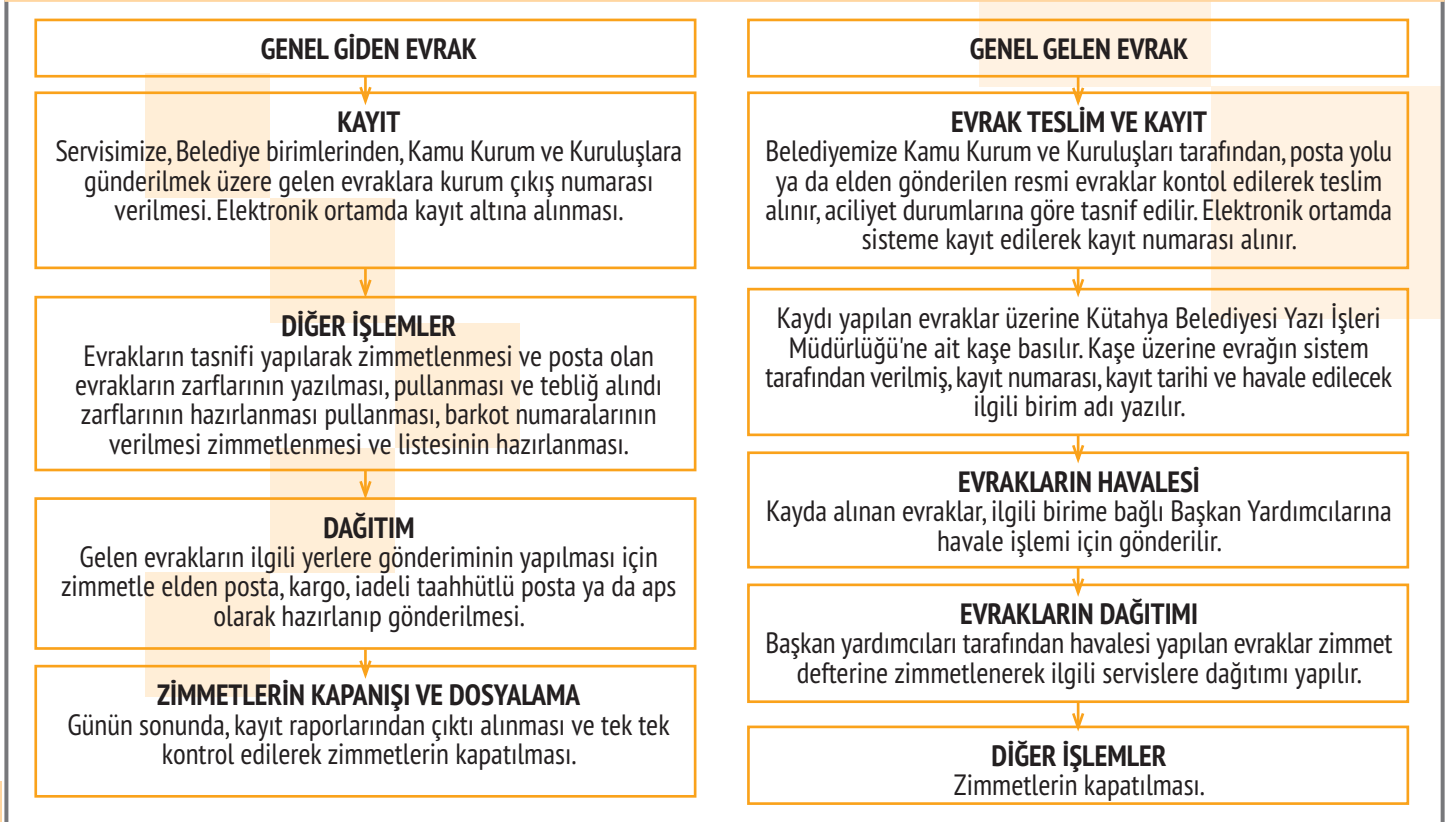 GENEL GİDEN EVRAK
KAYIT
Servisimize, Belediye birimlerinden, Kamu Kurum ve Kuruluşlara
günderilmek üzere gelen evraklara kurum çıkış numarası
verilmesi. Elektronik ortamda kayıt altına alınması.
DİĞER İŞLEMLER
Evrakların tasnifi yapılarak zimmetlenmesi ve posta olan
evrakların zarflarının yazılması, pullanması ve tebliğ alındı
zarflarının hazırlanması pullanması, barkot numaralarının
verilmesi zimmetlenmesi ve listesinin hazırlanması.
DAĞITIM
Gelen evrakların ilgili yerlere gönderiminin yapılması için
zimmetle elden posta, kargo, iadeli taahhütlü posta ya da aps
olarak hazırlanıp gönderilmesi.
ZİMMETLERİN KAPANIŞI VE DOSYALAMA
Günün sonunda, kayıt raporlarından çıktı alınması ve tek tek
kontrol edilerek zimmetlerin kapatılması.
GENEL GELEN EVRAK
EVRAK TESLİM VE KAYIT
Belediyemize Kamu Kurum ve Kuruluşları tarafından, posta yolu
ya da elden gönderilen resmi evraklar kontol edilerek teslim
alınır, aciliyet durumlarına göre tasnif edilir. Elektronik ortamda
sisteme kayıt edilerek kayıt numarası alınır.
Kaydı yapılan evraklar üzerine Kütahya Belediyesi Yazı İşleri
Müdürlüğü'ne ait kaşe basılır. Kaşe üzerine evrağın sistem
tarafından verilmiş, kayıt numarası, kayıt tarihi ve havale edilecek
ilgili birim adı yazılır.
EVRAKLARIN HAVALESİ
Kayda alınan evraklar, ilgili birime bağlı Başkan Yardımcılarına
havale işlemi için gönderilir.
EVRAKLARIN DAĞITIMI
Başkan yardımcıları tarafından havalesi yapılan evraklar zimmet
defterine zimmetlenerek ilgili servislere dağıtımı yapılır.
DİĞER İŞLEMLER
Zimmetlerin kapatılması.